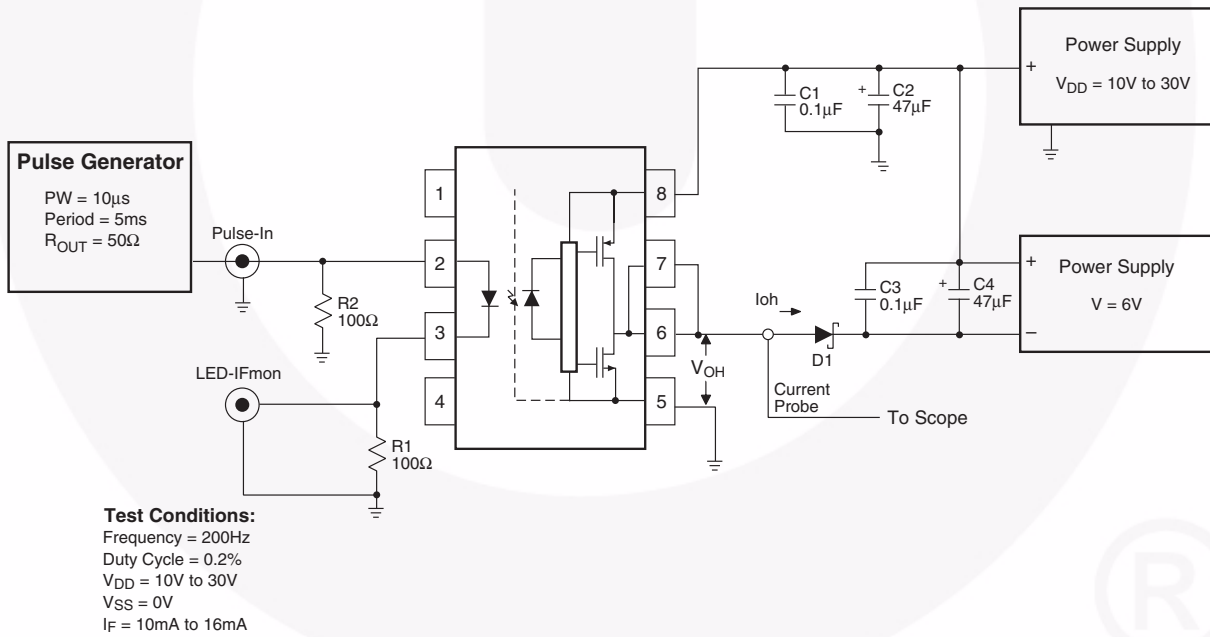 Power Supply
VDD = 10V to 30V
+
C1
0.1μF
+
C2
47μF
Pulse Generator
PW = 10μs
Period = 5ms
ROUT = 50Ω
Pulse-In
R2
100Ω
LED-IFmon
R1
100Ω
1
2
3
4
8
7
6
5
VOH
Ioh
D1
Current
Probe
To Scope
C3
0.1μF
+
C4
47μF
+
Power Supply
V = 6V
–
Test Conditions:
Frequency = 200Hz
Duty Cycle = 0.2%
VDD = 10V to 30V
VSS = 0V
IF = 10mA to 16mA
®